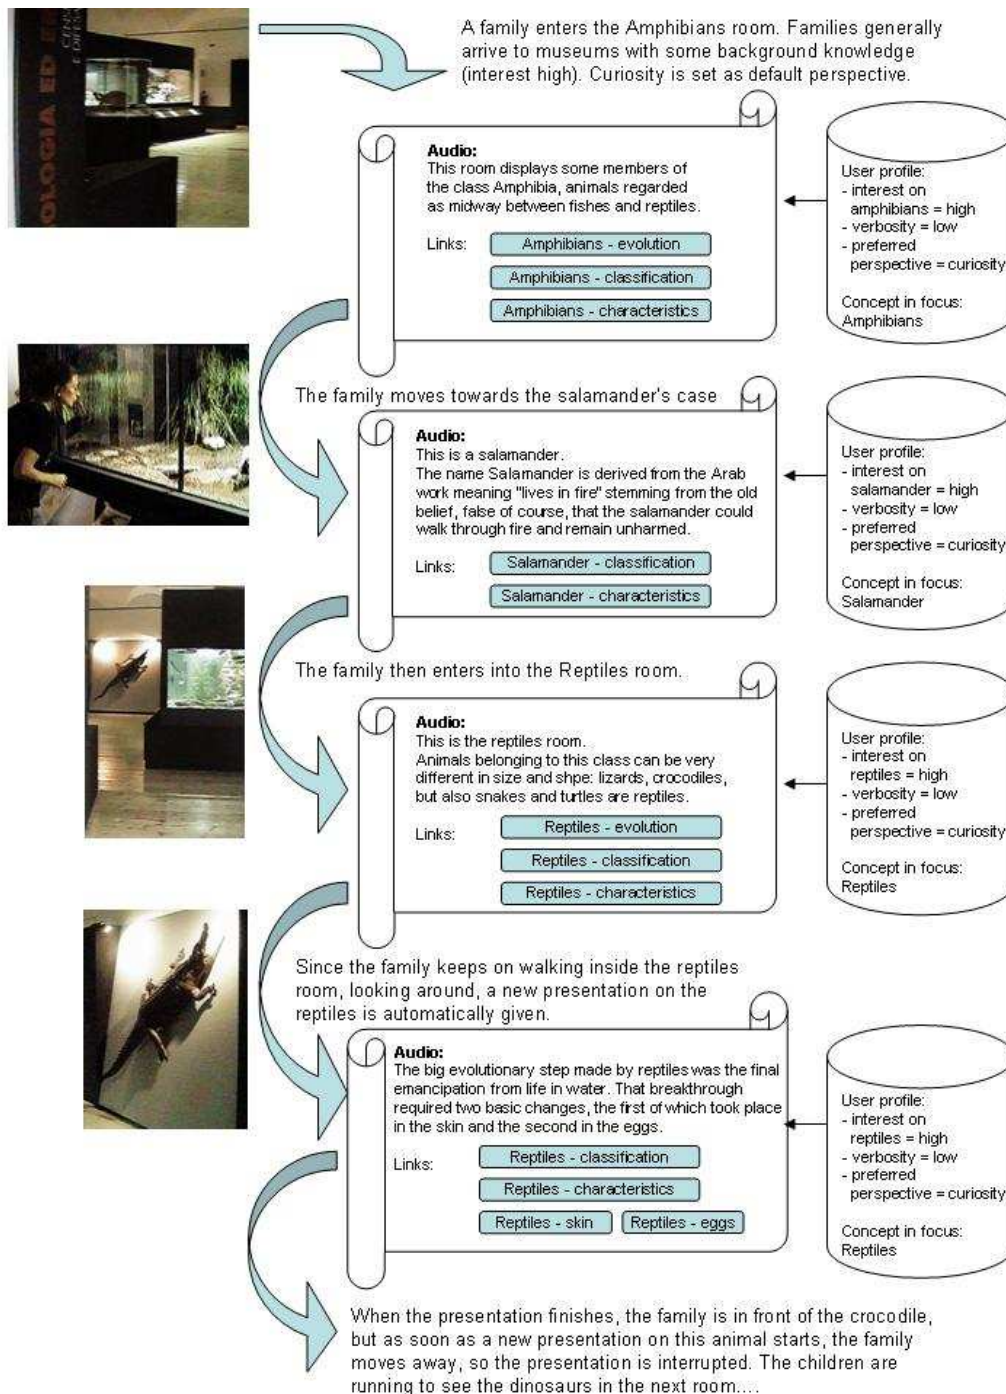 OLOGIA ED E
CENS
E DIFES
A family enters the Amphibians room. Families generally
arrive to museums with some background knowledge
(interest high). Curiosity is set as default perspective.
Audio:
This room displays some members of
the class Amphibia, animals regarded
as midway between fishes and reptiles.
Links:
Amphibians - evolution
Amphibians - classification
Amphibians - characteristics
User profile:
- interest on
amphibians = high
- verbosity = low
- preferred
perspective = curiosity
Concept in focus:
Amphibians
The family moves towards the salamander's case
Audio:
This is a salamander.
The name Salamander is derived from the Arab
work meaning "lives in fire" stemming from the old
belief, false of course, that the salamander could
walk through fire and remain unharmed.
Links:
Salamander - classification
Salamander - characteristics
User profile:
- interest on
salamander = high
- verbosity = low
- preferred
perspective = curiosity
Concept in focus:
Salamander
The family then enters into the Reptiles room.
Audio:
This is the reptiles room.
Animals belonging to this class can be very
different in size and shpe: lizards, crocodiles,
but also snakes and turtles are reptiles.
Links:
Reptiles - evolution
Reptiles - classification
Reptiles - characteristics
User profile:
- interest on
reptiles = high
- verbosity = low
- preferred
perspective = curiosity
Concept in focus:
Reptiles
Since the family keeps on walking inside the reptiles
room, looking around, a new presentation on the
reptiles is automatically given.
Audio:
The big evolutionary step made by reptiles was the final
emancipation from life in water. That breakthrough
required two basic changes, the first of which took place
in the skin and the second in the eggs.
Links:
Reptiles - classification
Reptiles - characteristics
Reptiles - skin
Reptiles - eggs
User profile:
- interest on
reptiles = high
- verbosity = low
- preferred
perspective = curiosity
Concept in focus:
Reptiles
When the presentation finishes, the family is in front of the crocodile,
but as soon as a new presentation on this animal starts, the family
moves away, so the presentation is interrupted. The children are
running to see the dinosaurs in the next room....